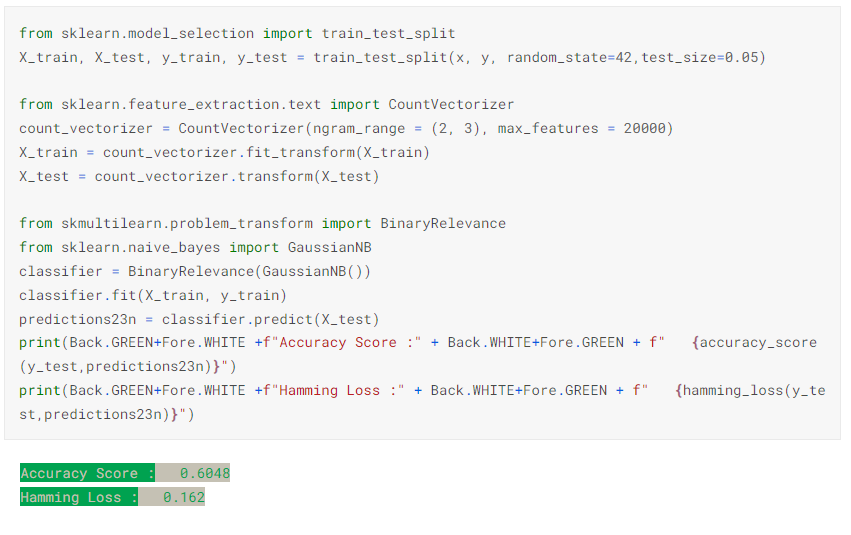 from sklearn.model_selection import train_test_split
X_train, X_test, y_train, y_test = train_test_split(x, y, random_state=42,test_size=0.05)

from sklearn.feature_extraction.text import CountVectorizer
count_vectorizer = CountVectorizer(ngram_range = (2, 3), max_features = 20000)
X_train = count_vectorizer.fit_transform(X_train)
X_test = count_vectorizer.transform(X_test)

from skmultilearn.problem_transform import BinaryRelevance
from sklearn.naive_bayes import GaussianNB
classifier = BinaryRelevance(GaussianNB())
classifier.fit(X_train, y_train)
predictions23n = classifier.predict(X_test)
print(Back.GREEN+Fore.WHITE +f"Accuracy Score :" + Back.WHITE+Fore.GREEN + f"   {accuracy_score
(y_test,predictions23n)}")
print(Back.GREEN+Fore.WHITE +f"Hamming Loss :" + Back.WHITE+Fore.GREEN + f"   {hamming_loss(y_te
st,predictions23n)}")

Accuracy Score :   0.6048
Hamming Loss :   0.162